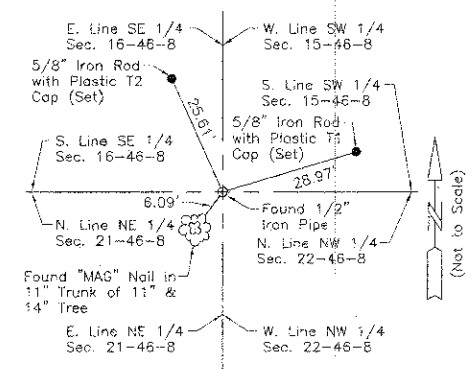 E. Line SE 1/4
Sec. 16-46-8
W. Line SW 1/4
Sec. 15-46-8
5/8" Iron Rod
with Plastic T2
Cap (Set)
S. Line SW 1/4
Sec. 15-46-8
25.61'
5/8" Iron Rod
with Plastic T1
Cap (Set)
S. Line SE 1/4
Sec. 16-46-8
28.97'
6.09'
N. Line NE 1/4
Sec. 21-46-8
Found 1/2"
Iron Pipe
N. Line NW 1/4
Sec. 22-46-8
N
(Not to Scale)
Found "MAG" Nail in
11" Trunk of 11" &
14" Tree
E. Line NE 1/4
Sec. 21-46-8
W. Line NW 1/4
Sec. 22-46-8